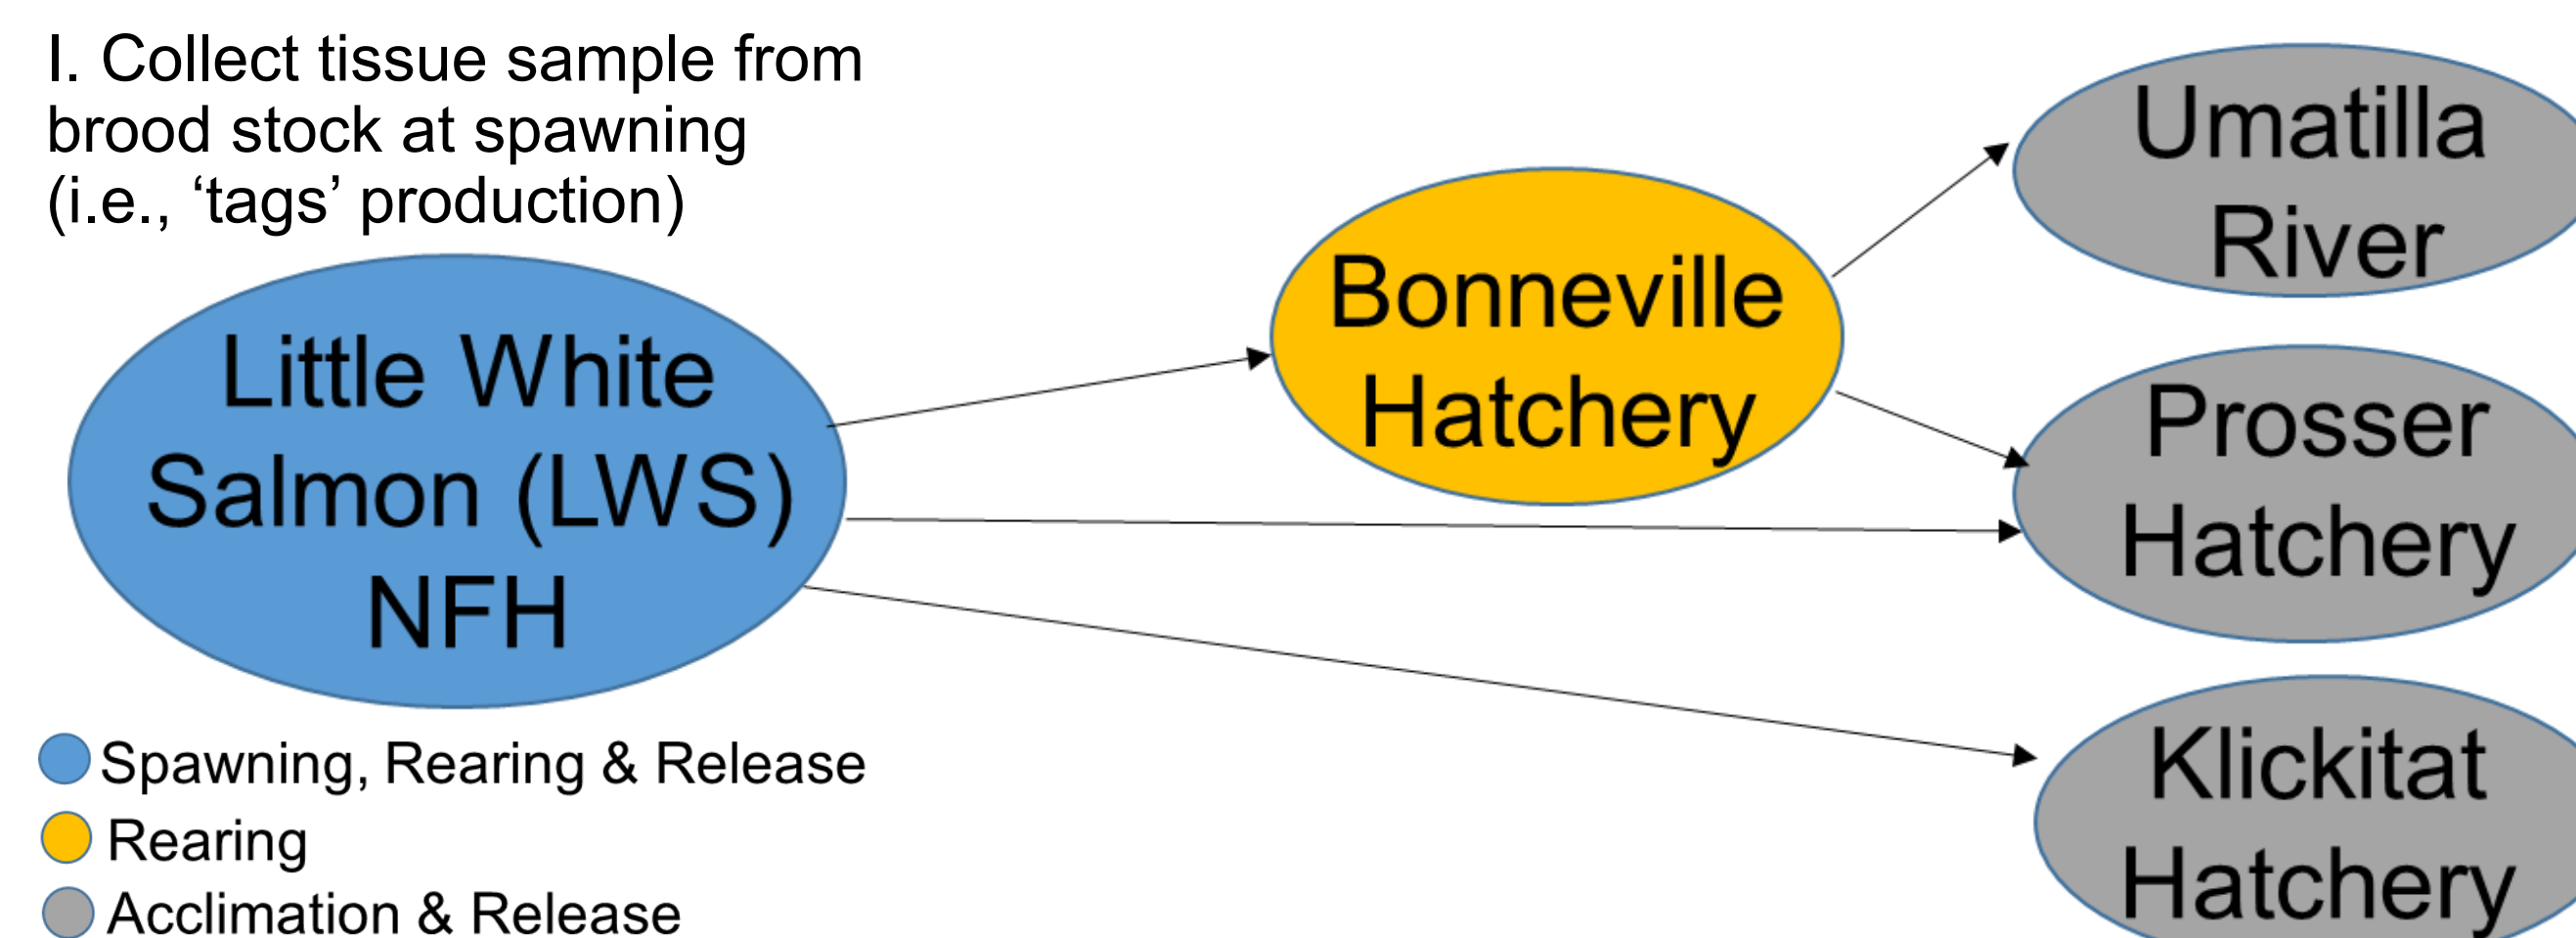 I. Collect tissue sample from
brood stock at spawning
(i.e., ‘tags’ production)
Little White
Salmon (LWS)
NFH
Bonneville
Hatchery
Umatilla
River
Prosser
Hatchery
Klickitat
Hatchery
Spawning, Rearing & Release
Rearing
Acclimation & Release